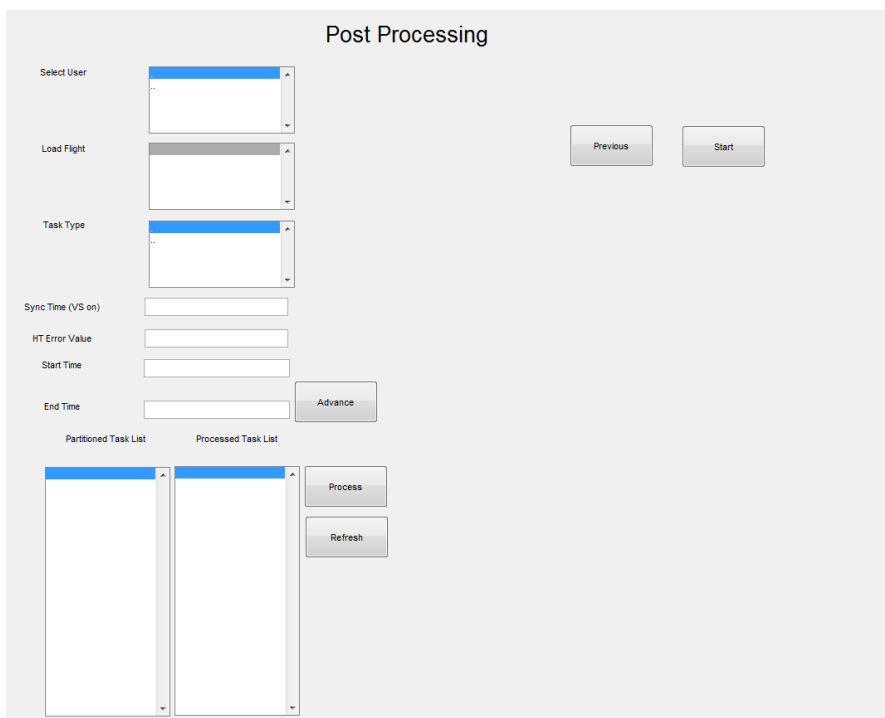 Post Processing
Select User
..
Load Flight
Previous
Start
Task Type
..
Sync Time (VS on)
HT Error Value
Start Time
End Time
Advance
Partitioned Task List
Processed Task List
Process
Refresh